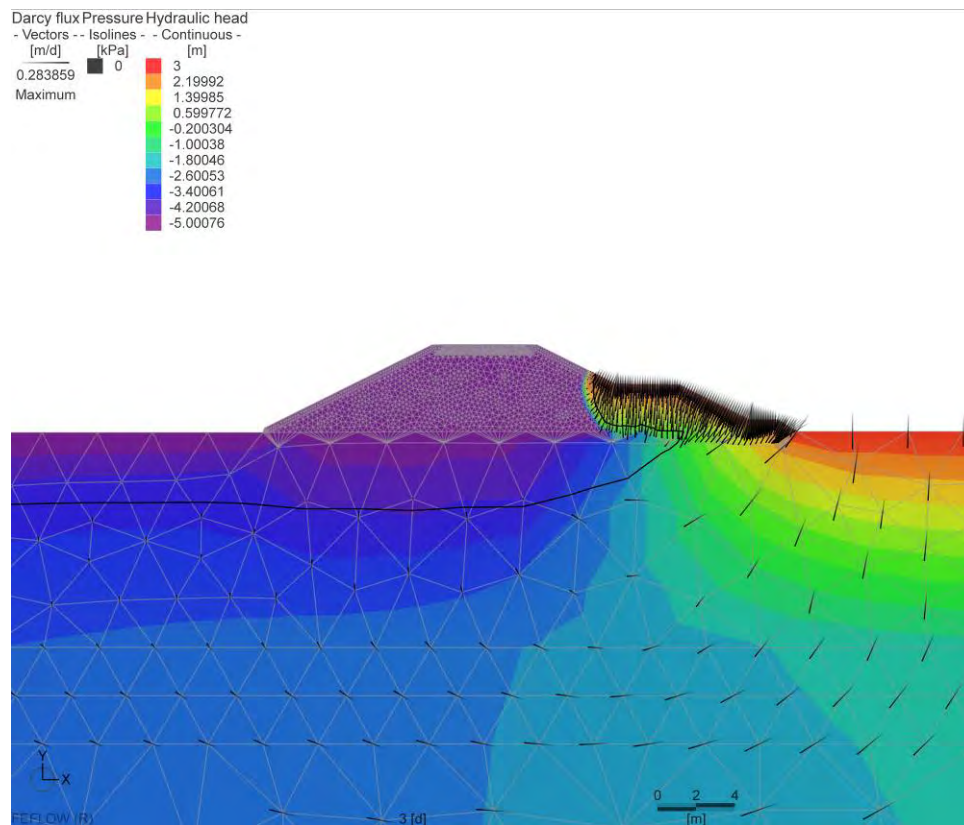 Darcy flux Pressure Hydraulic head
- Vectors - - Isolines - - Continuous -
[m/d] [kPa] [m]
0.283859 0 3
Maximum 2.19992
1.39985
0.599772
-0.200304
-1.00038
-1.80046
-2.60053
-3.40061
-4.20068
-5.00076
Y
X
0 2 4
[m]
FEFLOW (R)
3 [d]